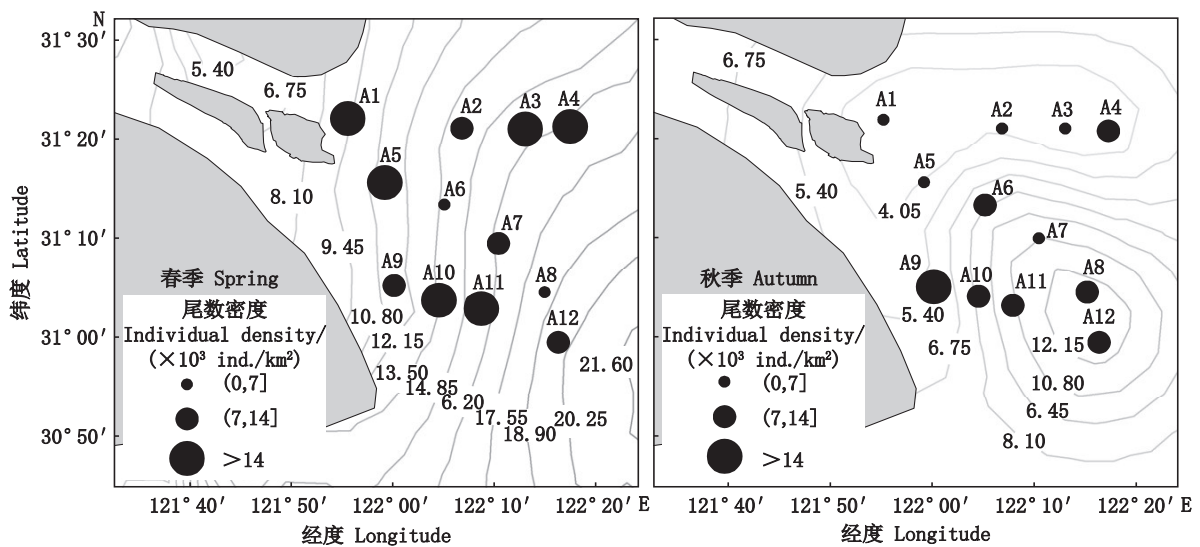 N
31°30′
31°20′
31°10′
31°00′
30°50′
纬度 Latitude
5.40
6.75
8.10
9.45
10.80
12.15
13.50
14.85
6.20
17.55
18.90
20.25
21.60
A1
A2
A3
A4
A5
A6
A7
A8
A9
A10
A11
A12
春季 Spring
尾数密度
Individual density/
(×10³ ind./km²)
(0,7]
(7,14]
>14
121°40′ 121°50′ 122°00′ 122°10′ 122°20′ E
经度 Longitude
6.75
5.40
4.05
5.40
6.75
12.15
10.80
6.45
8.10
A1
A2
A3
A4
A5
A6
A7
A8
A9
A10
A11
A12
秋季 Autumn
尾数密度
Individual density/
(×10³ ind./km²)
(0,7]
(7,14]
>14
121°40′ 121°50′ 122°00′ 122°10′ 122°20′ E
经度 Longitude